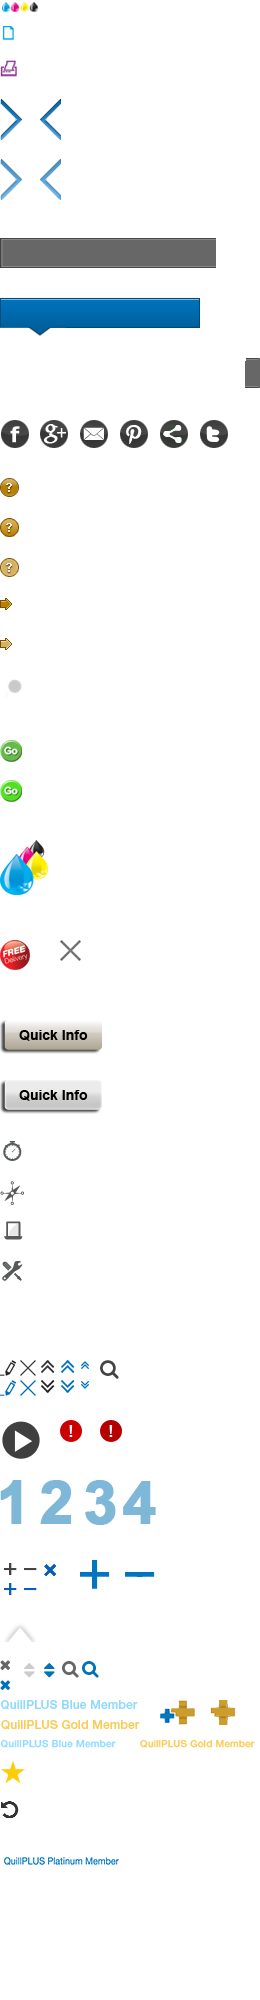 ?
?
?
Go
Go
FREE
Delivery
Quick Info
Quick Info
! !
1 2 3 4
QuillPLUS Blue Member
QuillPLUS Gold Member
QuillPLUS Blue Member QuillPLUS Gold Member
QuillPLUS Platinum Member